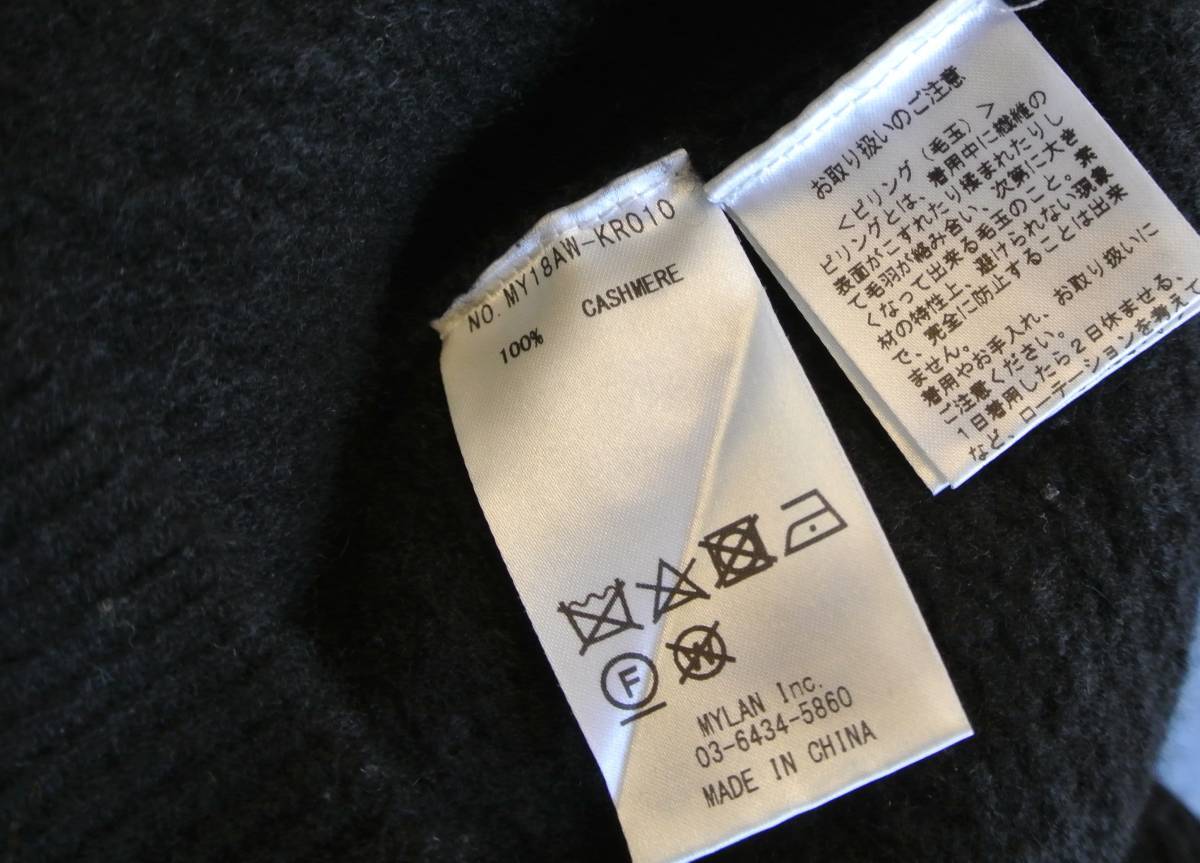 NO. MY18AW-KR010
100% CASHMERE
F
W
MYLAN Inc.
03-6434-5860
MADE IN CHINA
お取り扱いのご注意
＜ピリング（毛玉）＞
ピリングとは、着用中に繊維の
表面がこすれたり揉まれたりし
て毛羽が絡み合い、次第に大き
くなって出来る毛玉のこと。素
材の特性上、避けられない現象
で、完全に防止することは出来
ません。
着用やお手入れ、お取り扱いに
ご注意ください。
1日着用したら2日休ませる、
など、ローテーションを考えて